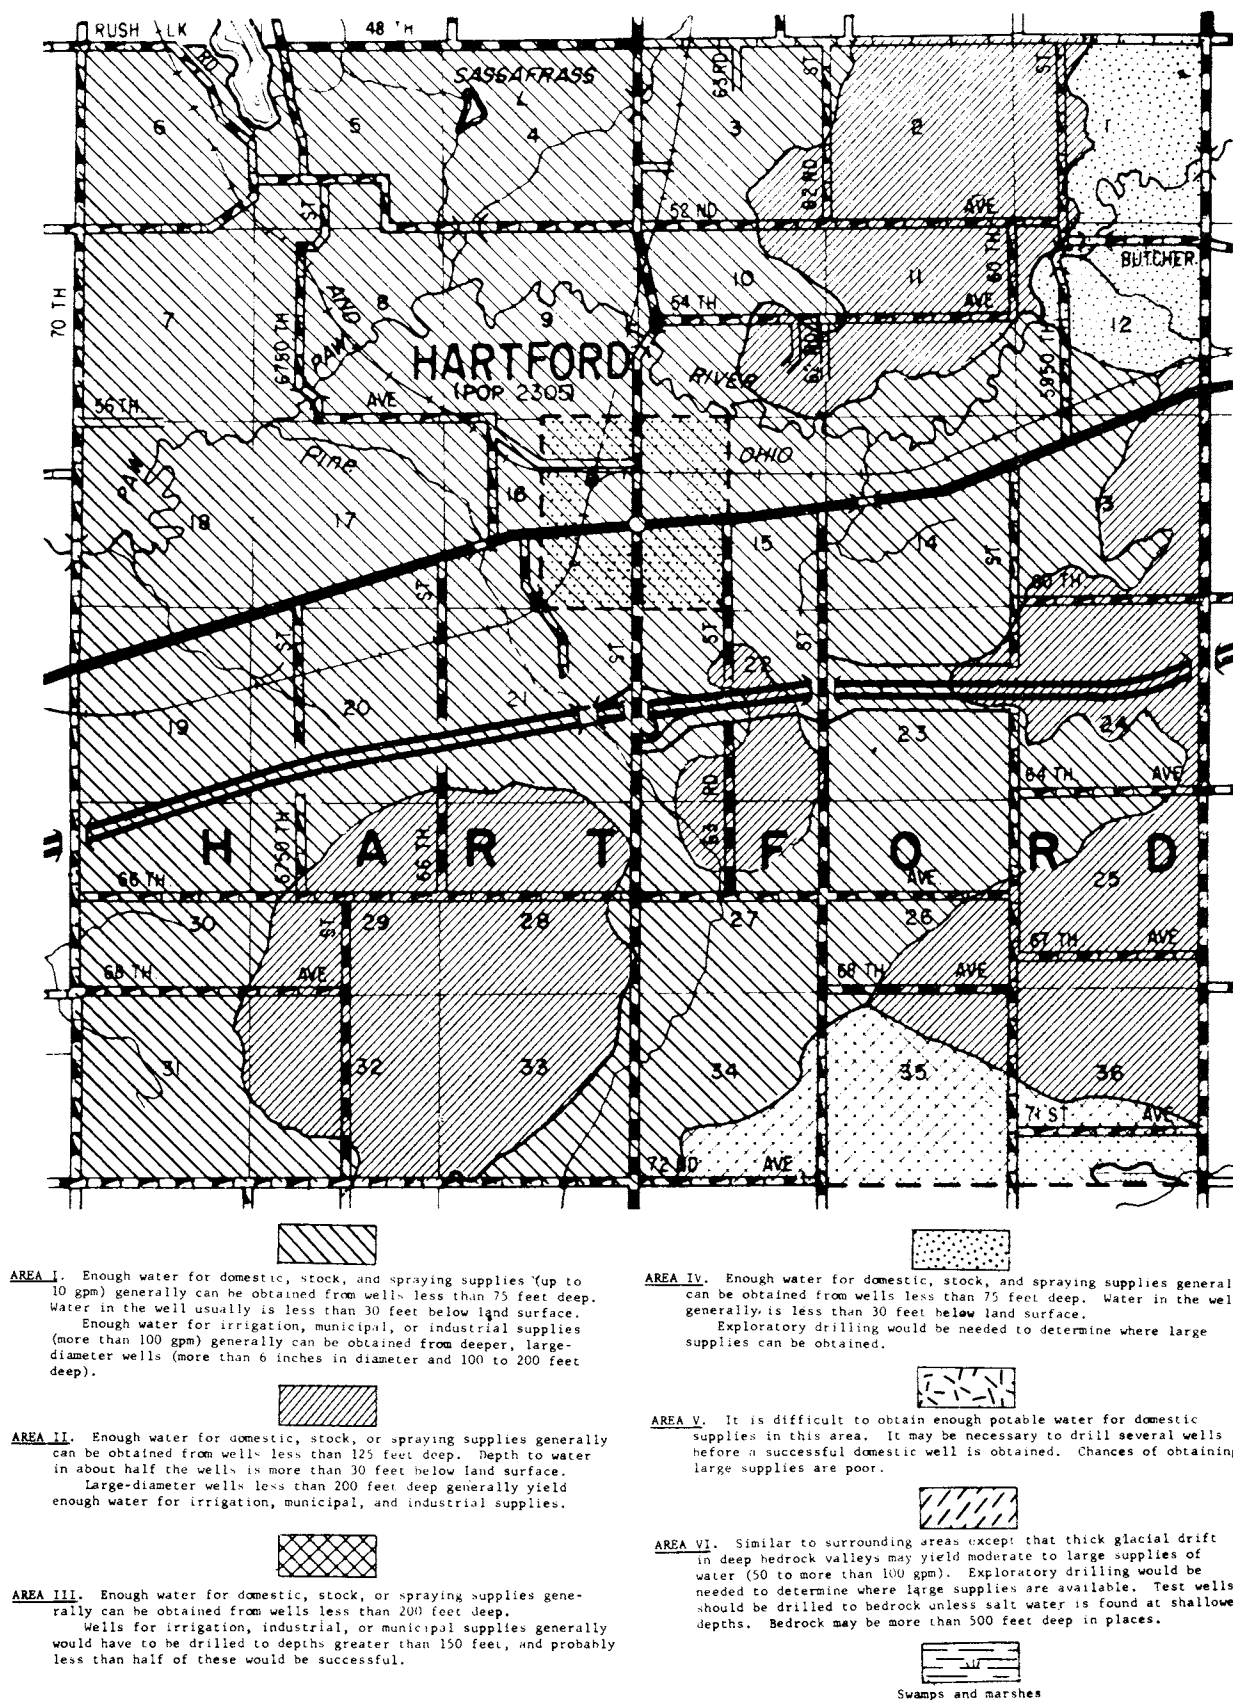 RUSH LK
48 TH
RD
SASSAFRASS
63RD
ST
ST
6
5
4
3
2
1
62 ND
ST
52 ND
AVE
60 TH
BUTCHER
70 TH
7
AND
8
9
10
11
54 TH
AVE
12
6750 TH
PAW
HARTFORD
(POP 2305)
RIVER
62 ND
5950 TH
56 TH
AVE
PAW
Pine
OHIO
18
17
16
15
14
13
ST
ST
60 TH
ST
ST
ST
ST
22
19
20
21
23
24
64 TH
AVE
6750 TH
66 TH
63 RD
H A R T F O R D
66 TH
AVE
25
30
ST
29
28
27
26
67 TH
AVE
68 TH
AVE
68 TH
AVE
31
32
33
34
35
36
71 ST
AVE
72 ND
AVE
AREA I. Enough water for domestic, stock, and spraying supplies (up to
10 gpm) generally can be obtained from wells less than 75 feet deep.
Water in the well usually is less than 30 feet below land surface.
Enough water for irrigation, municipal, or industrial supplies
(more than 100 gpm) generally can be obtained from deeper, large-
diameter wells (more than 6 inches in diameter and 100 to 200 feet
deep).
AREA II. Enough water for domestic, stock, or spraying supplies generally
can be obtained from wells less than 125 feet deep. Depth to water
in about half the wells is more than 30 feet below land surface.
Large-diameter wells less than 200 feet deep generally yield
enough water for irrigation, municipal, and industrial supplies.
AREA III. Enough water for domestic, stock, or spraying supplies gene-
rally can be obtained from wells less than 200 feet deep.
Wells for irrigation, industrial, or municipal supplies generally
would have to be drilled to depths greater than 150 feet, and probably
less than half of these would be successful.
AREA IV. Enough water for domestic, stock, and spraying supplies general
can be obtained from wells less than 75 feet deep. Water in the wel
generally is less than 30 feet below land surface.
Exploratory drilling would be needed to determine where large
supplies can be obtained.
AREA V. It is difficult to obtain enough potable water for domestic
supplies in this area. It may be necessary to drill several wells
before a successful domestic well is obtained. Chances of obtaining
large supplies are poor.
AREA VI. Similar to surrounding areas except that thick glacial drift
in deep bedrock valleys may yield moderate to large supplies of
water (50 to more than 100 gpm). Exploratory drilling would be
needed to determine where large supplies are available. Test wells
should be drilled to bedrock unless salt water is found at shallowe
depths. Bedrock may be more than 500 feet deep in places.
Swamps and marshes